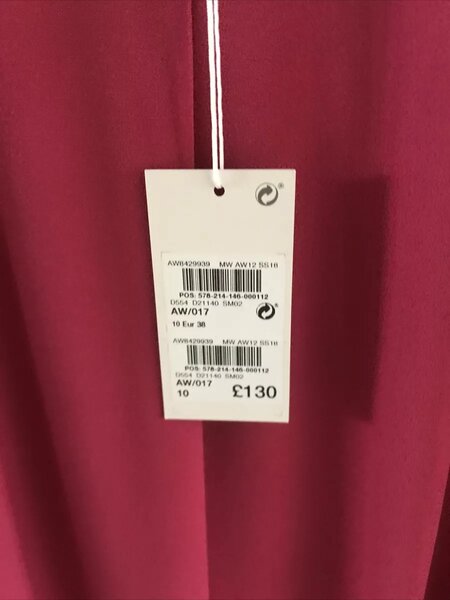 AW8429939 MW AW12 SS16
POS: 578-214-146-000112
D554 D21140 SM02
AW/017
10 Eur 38
AW8429939 MW AW12 SS16
POS: 578-214-146-000112
D554 D21140 SM02
AW/017
10 £130